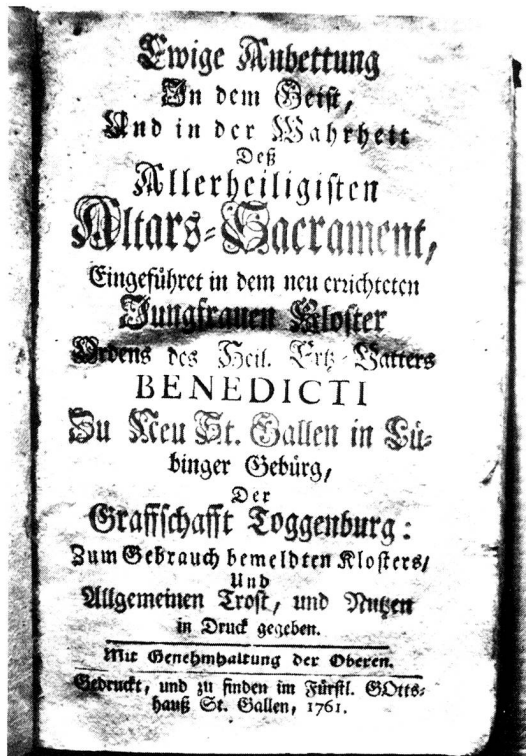 Ewige Anbettung
In dem Geist,
Und in der Wahrheit
Deß
Allerheiligisten
Altars-Sacrament,
Eingeführet in dem neu errichteten
Jungfrauen Kloster
Ordens des Heil. Ertz-Vatters
BENEDICTI
Zu Neu St. Gallen in Lü-
binger Gebürg,
Der
Graffschafft Toggenburg:
Zum Gebrauch bemeldten Klosters/
Und
Allgemeinen Trost, und Nutzen
in Druck gegeben.
Mit Genehmhaltung der Oberen.
Gedruckt, und zu finden im Fürstl. GOtts-
hauß St. Gallen, 1761.